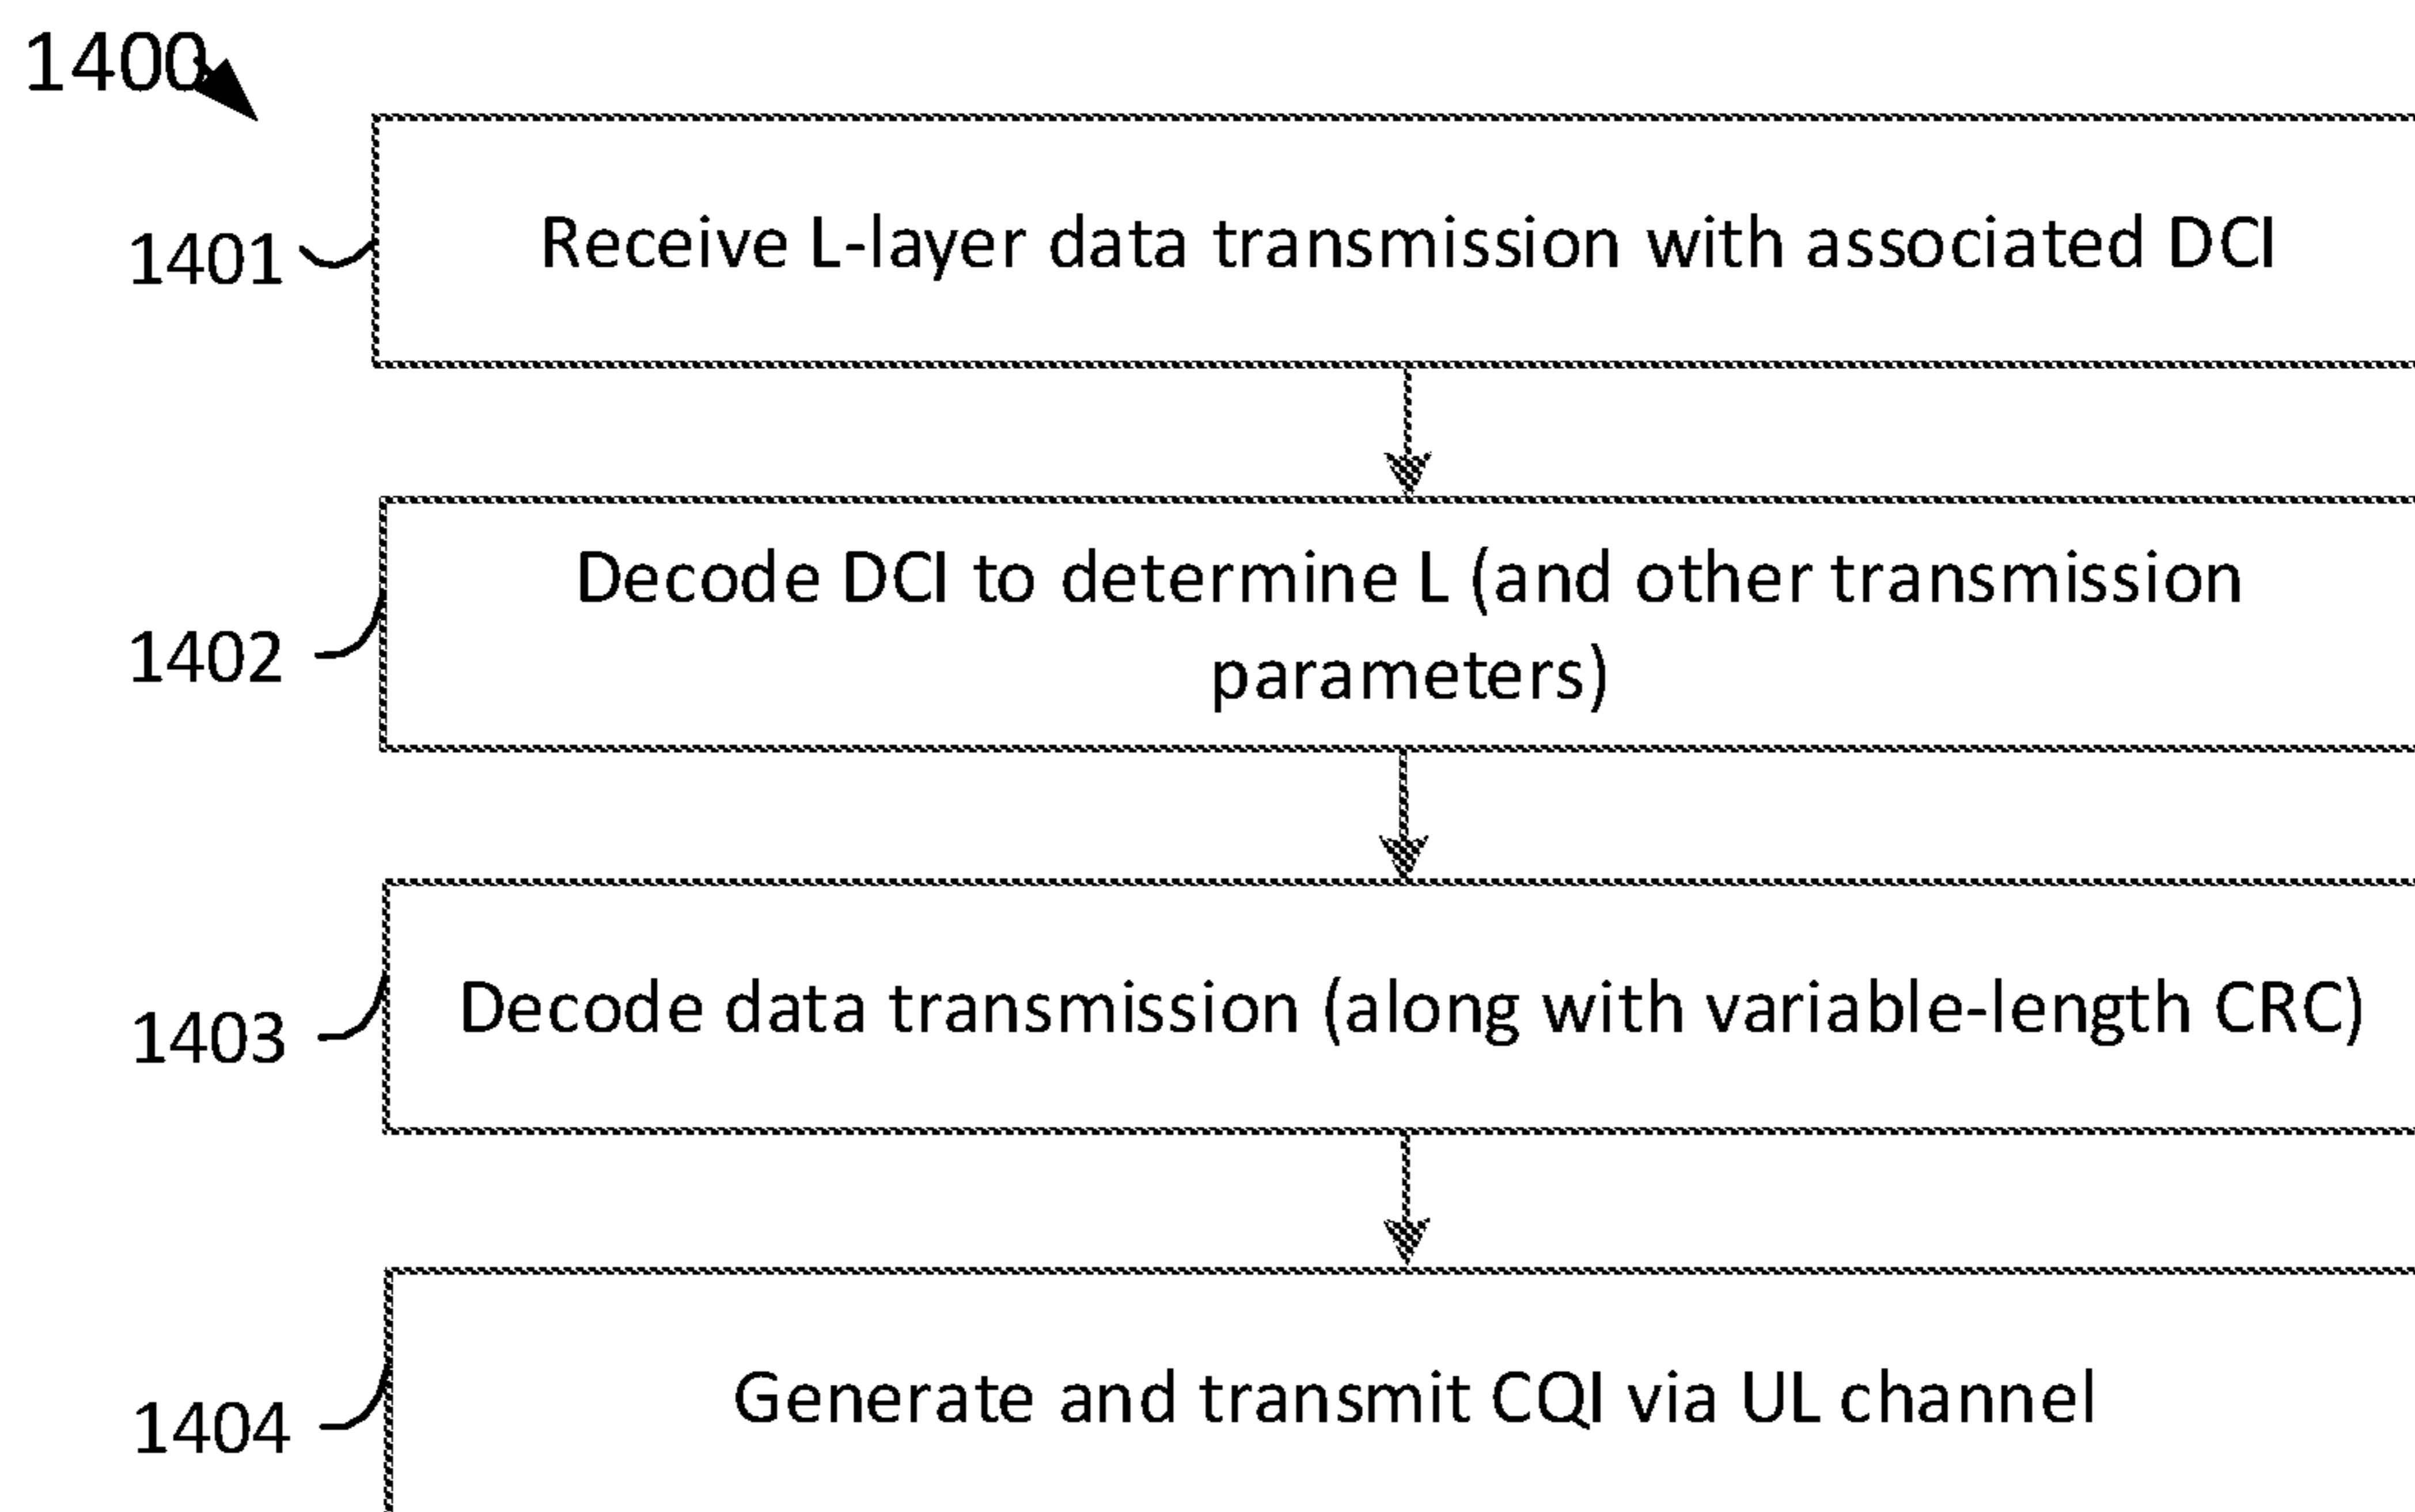 1400
1401
Receive L-layer data transmission with associated DCI
1402
Decode DCI to determine L (and other transmission
parameters)
1403
Decode data transmission (along with variable-length CRC)
1404
Generate and transmit CQI via UL channel